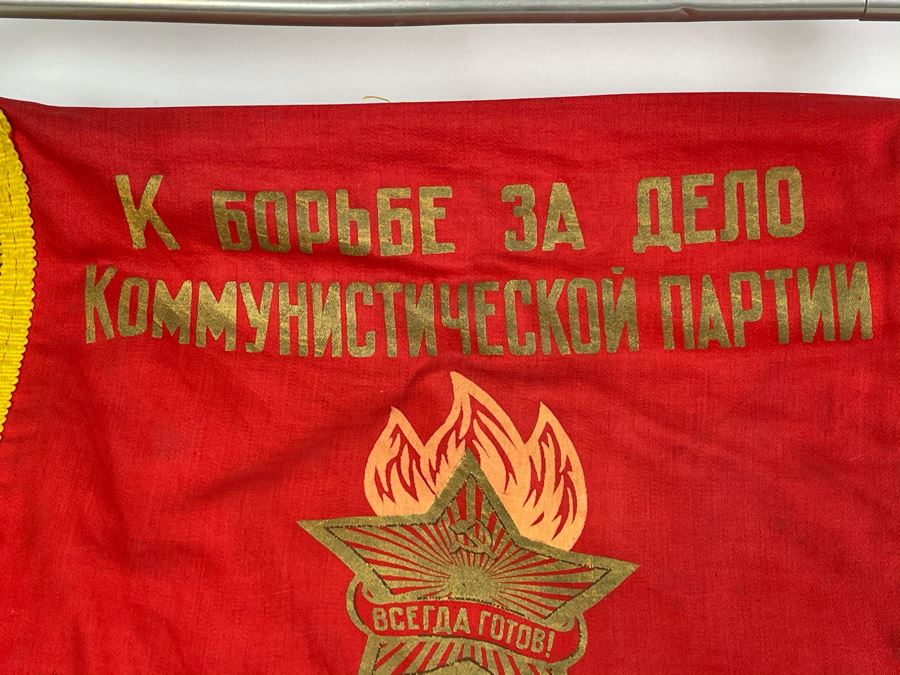 К БОРЬБЕ ЗА ДЕЛО
КОММУНИСТИЧЕСКОЙ ПАРТИИ
ВСЕГДА ГОТОВ!